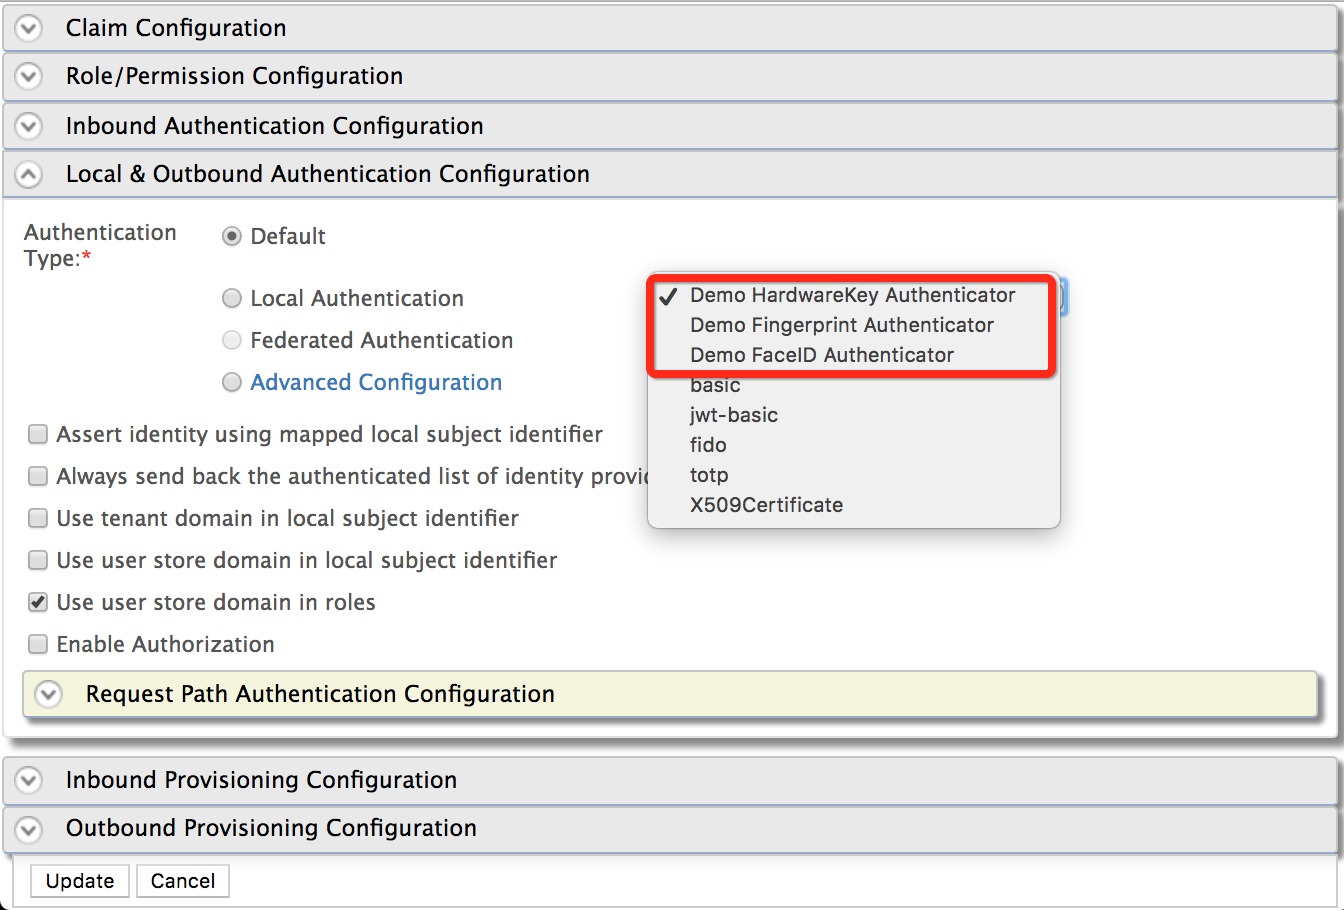 Claim Configuration
Role/Permission Configuration
Inbound Authentication Configuration
Local & Outbound Authentication Configuration
Authentication
Type:*
Default
Local Authentication
Demo HardwareKey Authenticator
Demo Fingerprint Authenticator
Demo FaceID Authenticator
basic
jwt-basic
fido
totp
X509Certificate
Federated Authentication
Advanced Configuration
Assert identity using mapped local subject identifier
Always send back the authenticated list of identity
Use tenant domain in local subject identifier
Use user store domain in local subject identifier
Use user store domain in roles
Enable Authorization
Request Path Authentication Configuration
Inbound Provisioning Configuration
Outbound Provisioning Configuration
Update Cancel